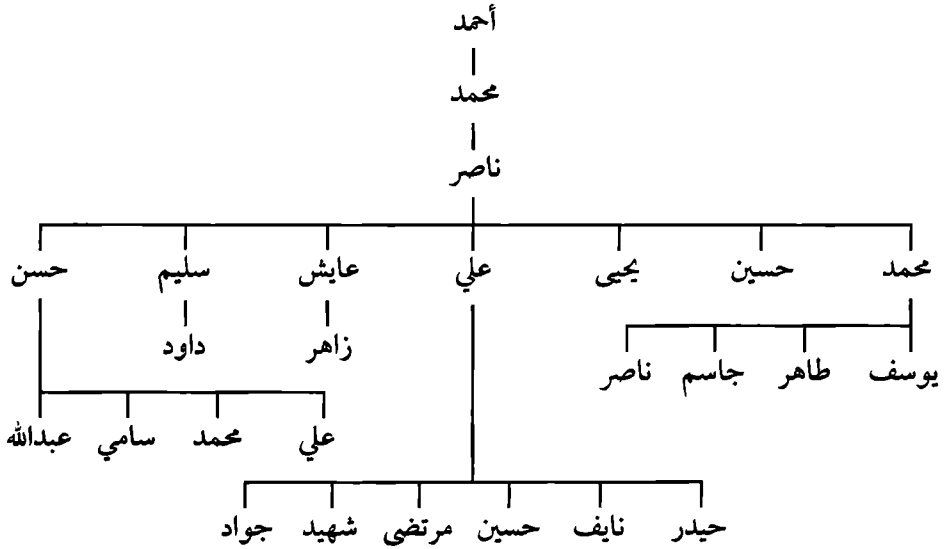 أحمد
محمد
ناصر
محمد حسين يحيى علي عايش سليم حسن
زاهر داود
يوسف طاهر جاسم ناصر
علي محمد سامي عبدالله
حيدر نايف حسين مرتضى شهيد جواد